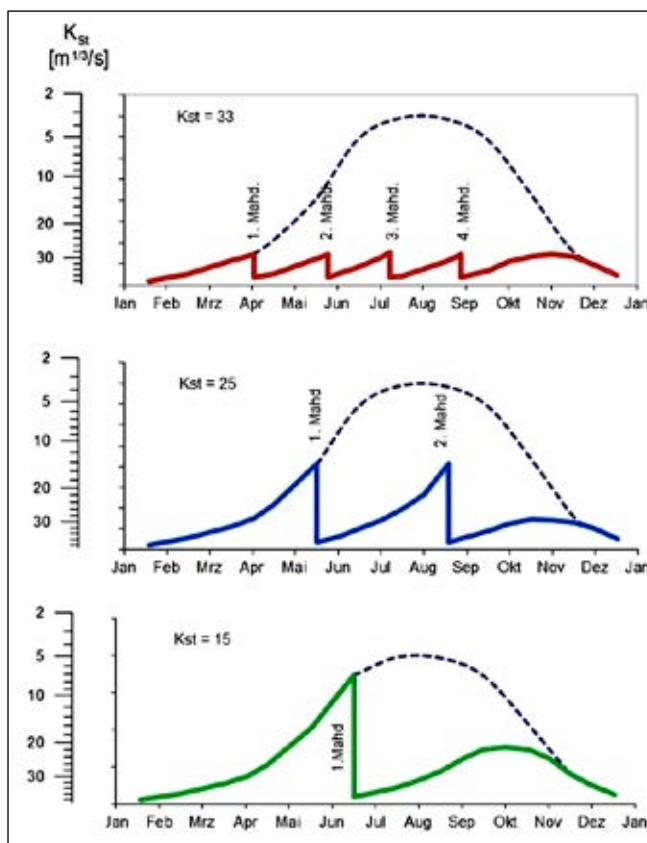 K St
[m 1/3/s]
2
5
10
20
30
Kst = 33
1. Mahd.
2. Mahd.
3. Mahd.
4. Mahd.
Jan Feb Mrz Apr Mai Jun Jul Aug Sep Okt Nov Dez Jan
2
5
10
20
30
Kst = 25
1. Mahd
2. Mahd
Jan Feb Mrz Apr Mai Jun Jul Aug Sep Okt Nov Dez Jan
2
5
10
20
30
Kst = 15
1.Mahd
Jan Feb Mrz Apr Mai Jun Jul Aug Sep Okt Nov Dez Jan